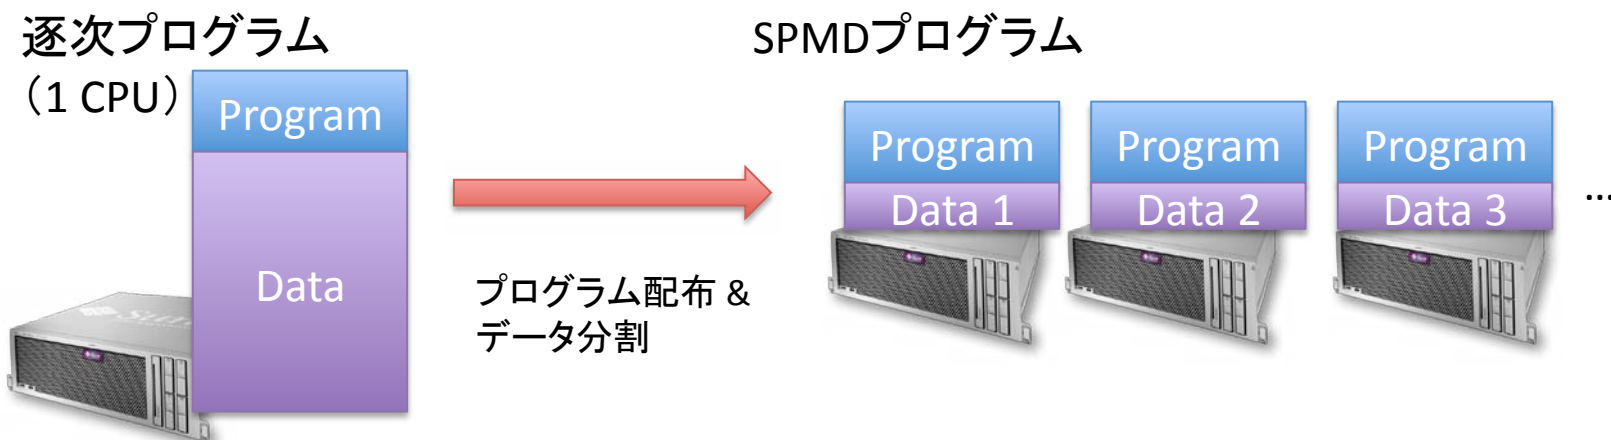 逐次プログラム
（1 CPU）
Program
Data
プログラム配布 &
データ分割
SPMDプログラム
Program
Data 1
Program
Data 2
Program
Data 3
...
Sun